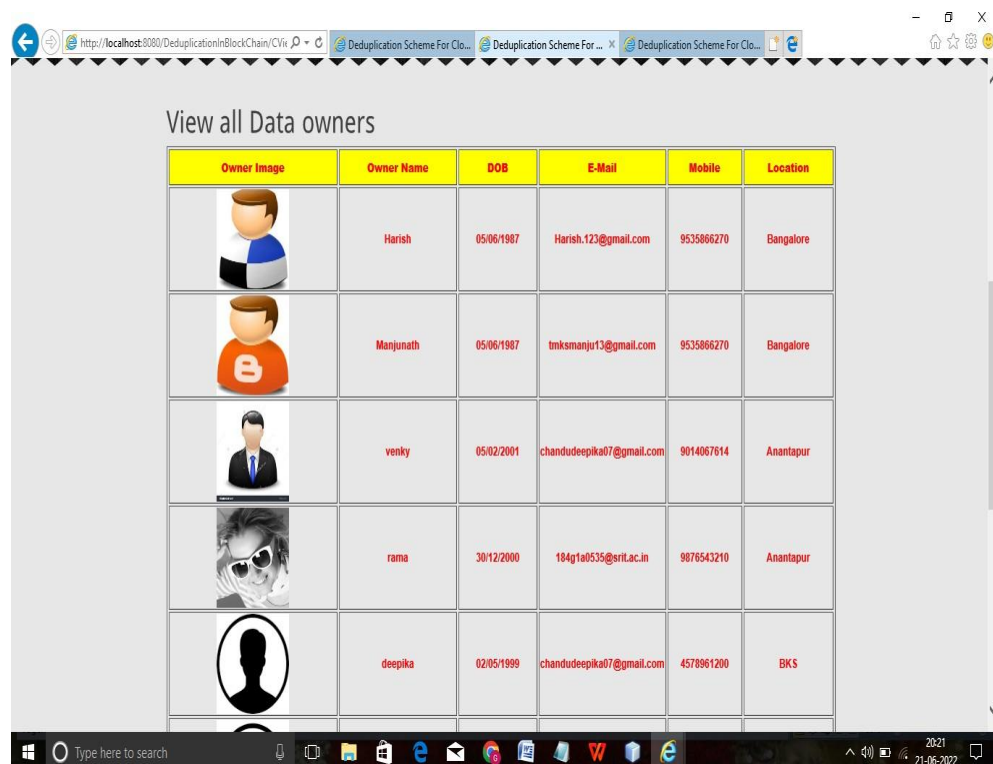 http://localhost:8080/DeduplicationInBlockChain/CVie
Deduplication Scheme For Clo...
Deduplication Scheme For ...
Deduplication Scheme For Clo...
View all Data owners
Owner Image Owner Name DOB E-Mail Mobile Location
Harish 05/06/1987 Harish.123@gmail.com 9535866270 Bangalore
Manjunath 05/06/1987 tmksmanju13@gmail.com 9535866270 Bangalore
venky 05/02/2001 chandudeepika07@gmail.com 9014067614 Anantapur
rama 30/12/2000 184g1a0535@srit.ac.in 9876543210 Anantapur
deepika 02/05/1999 chandudeepika07@gmail.com 4578961200 BKS
Type here to search
20:21
21-06-2022